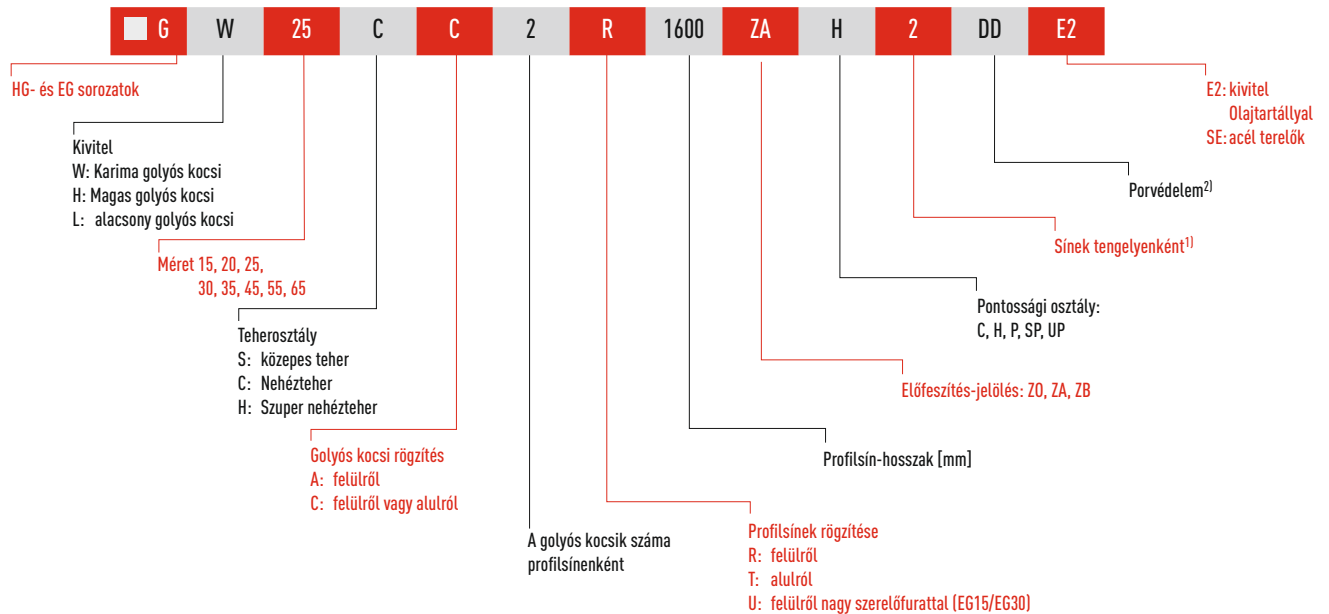 G W 25 C C 2 R 1600 ZA H 2 DD E2
HG- és EG sorozatok
Kivitel
W: Karima golyós kocsi
H: Magas golyós kocsi
L: alacsony golyós kocsi
Méret 15, 20, 25,
30, 35, 45, 55, 65
Teherosztály
S: közepes teher
C: Nehézteher
H: Szuper nehézteher
Golyós kocsi rögzítés
A: felülről
C: felülről vagy alulról
A golyós kocsik száma
profilsínenként
Profilsínek rögzítése
R: felülről
T: alulról
U: felülről nagy szerelőfurattal (EG15/EG30)
Profilsín-hosszak [mm]
Előfeszítés-jelölés: ZO, ZA, ZB
Pontossági osztály:
C, H, P, SP, UP
Sínek tengelyenként1)
Porvédelem2)
E2: kivitel
Olajtartállyal
SE: acél terelők